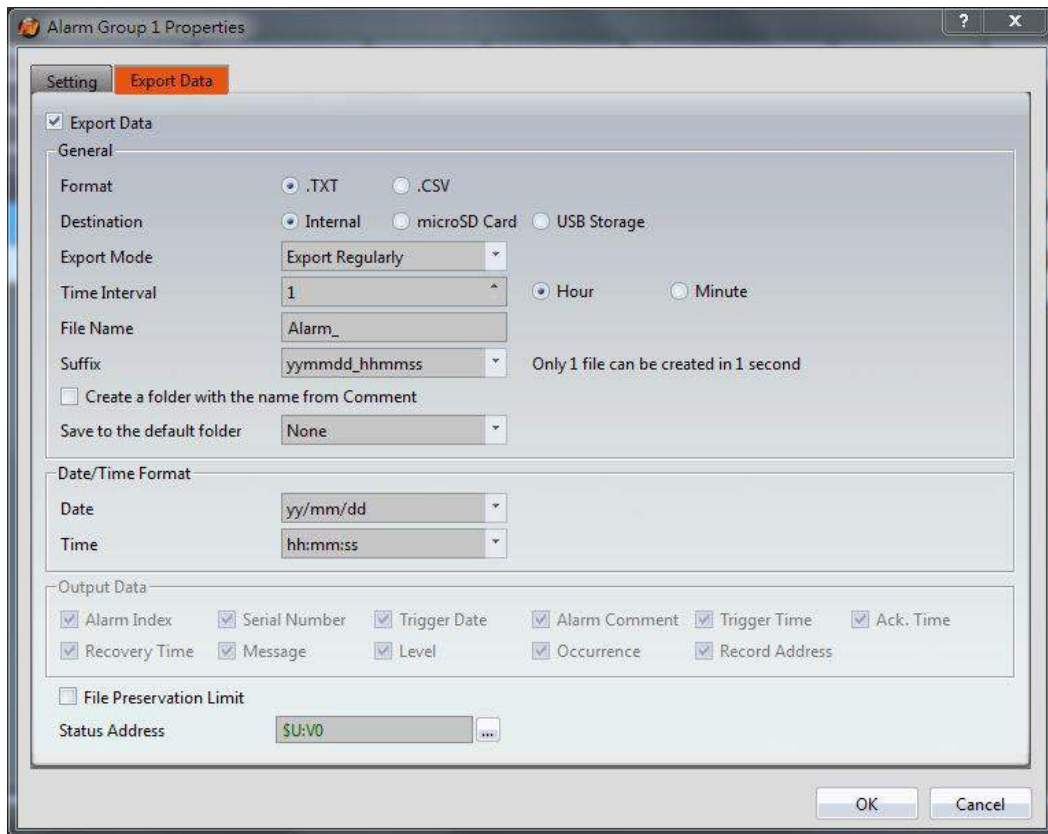 Alarm Group 1 Properties ? X
Setting Export Data
Export Data
General
Format .TXT .CSV
Destination Internal microSD Card USB Storage
Export Mode Export Regularly
Time Interval 1 Hour Minute
File Name Alarm_
Suffix yymmdd_hhmmss Only 1 file can be created in 1 second
Create a folder with the name from Comment
Save to the default folder None
Date/Time Format
Date yy/mm/dd
Time hh:mm:ss
Output Data
Alarm Index Serial Number Trigger Date Alarm Comment Trigger Time Ack. Time
Recovery Time Message Level Occurrence Record Address
File Preservation Limit
Status Address $U:V0 ...
OK Cancel